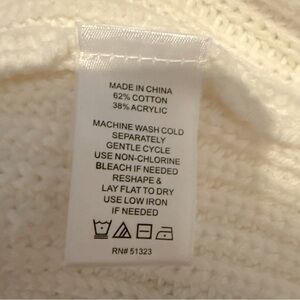 MADE IN CHINA
62% COTTON
38% ACRYLIC
MACHINE WASH COLD
SEPARATELY
GENTLE CYCLE
USE NON-CHLORINE
BLEACH IF NEEDED
RESHAPE &
LAY FLAT TO DRY
USE LOW IRON
IF NEEDED
RN# 51323